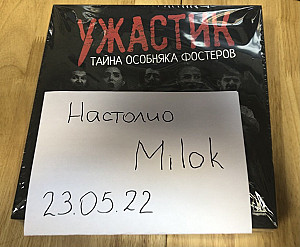 УЖАСТИК
ТАЙНА ОСОБНЯКА ФОСТЕРОВ
Настолио
Milok
23.05.22